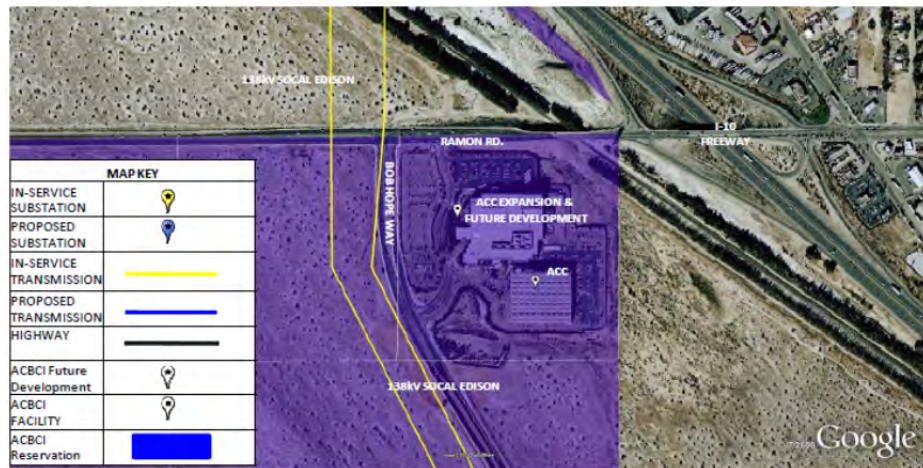 138kV SOCAL EDISON
I-10
FREEWAY
RAMON RD.
BOB HOPE WAY
ACC EXPANSION &
FUTURE DEVELOPMENT
ACC
138kV SOCAL EDISON
MAP KEY
IN-SERVICE
SUBSTATION
PROPOSED
SUBSTATION
IN-SERVICE
TRANSMISSION
PROPOSED
TRANSMISSION
HIGHWAY
ACBCI Future
Development
ACBCI
FACILITY
ACBCI
Reservation
Google